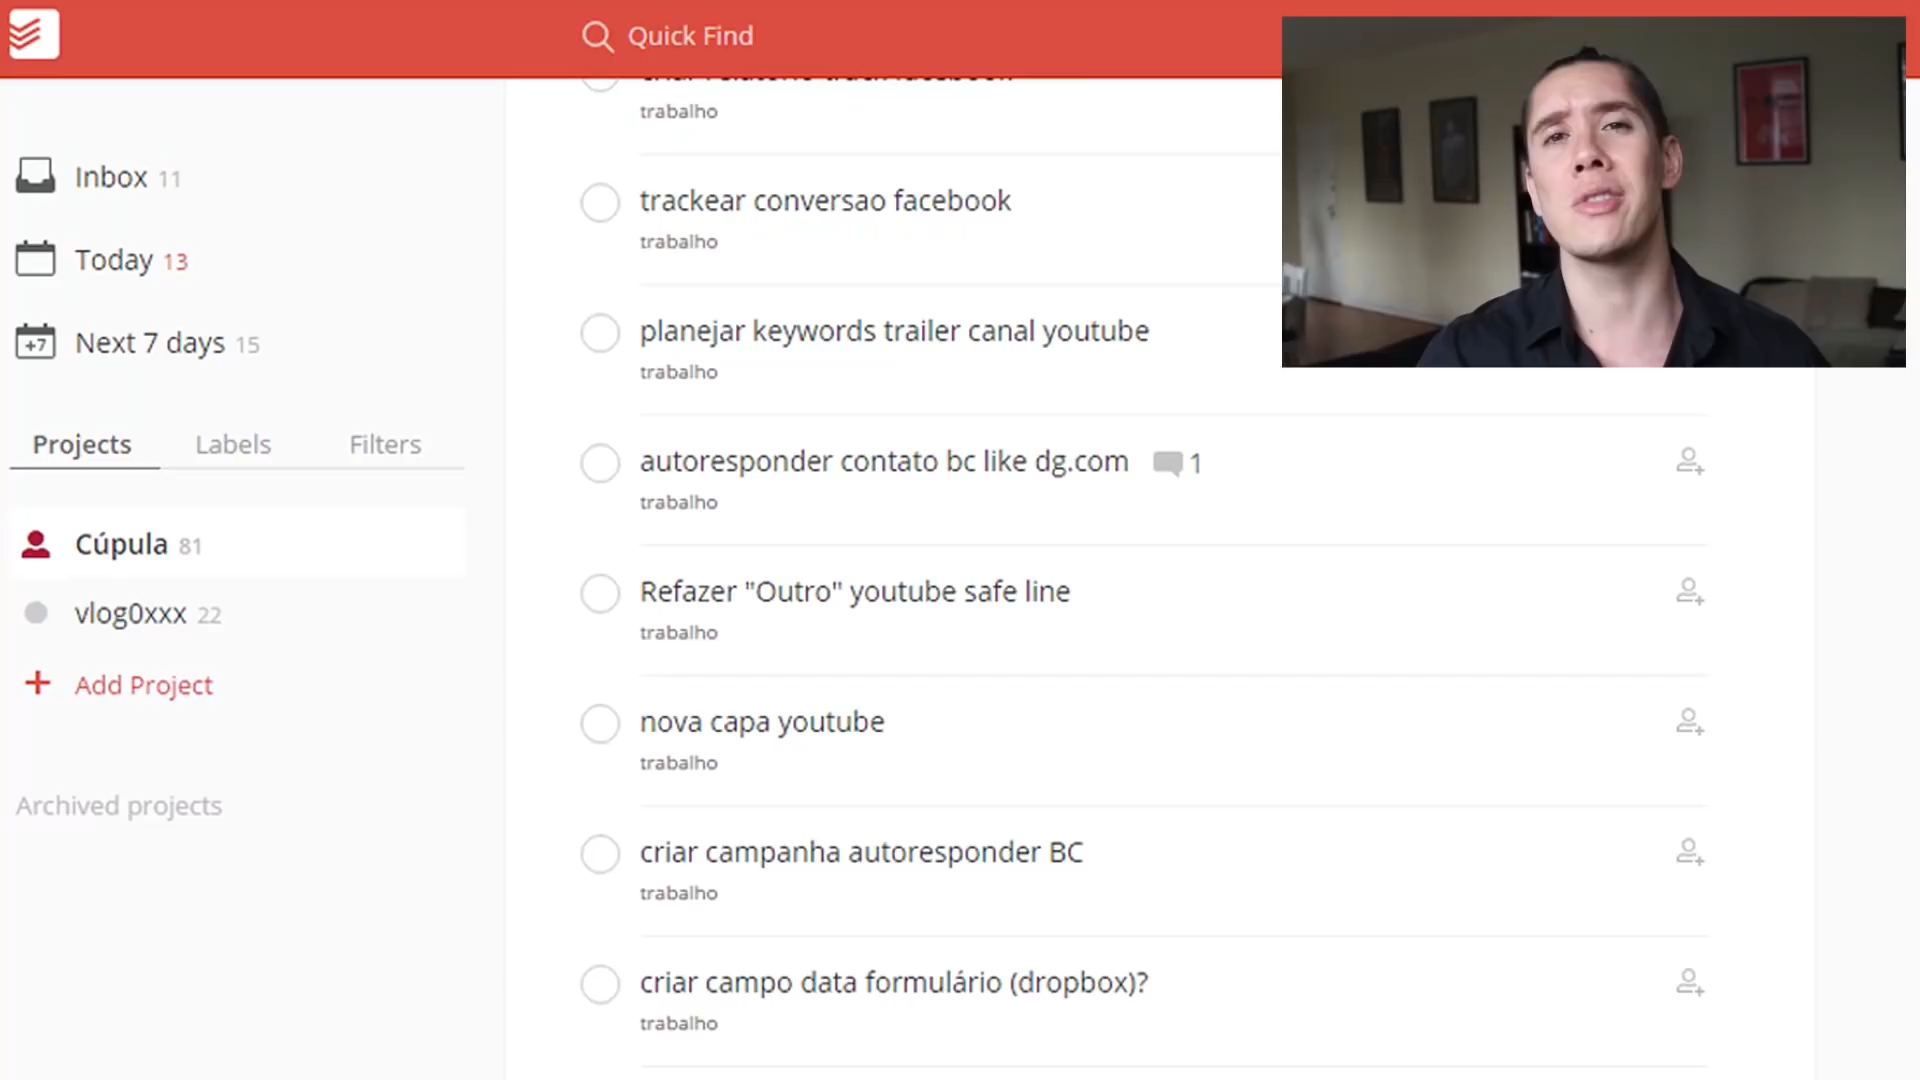 Quick Find
Inbox 11
Today 13
+7 Next 7 days 15
Projects Labels Filters
Cúpula 81
vlog0xxx 22
+ Add Project
Archived projects
trabalho
trackear conversao facebook
trabalho
planejar keywords trailer canal youtube
trabalho
autoresponder contato bc like dg.com 1
trabalho
Refazer "Outro" youtube safe line
trabalho
nova capa youtube
trabalho
criar campanha autoresponder BC
trabalho
criar campo data formulário (dropbox)?
trabalho